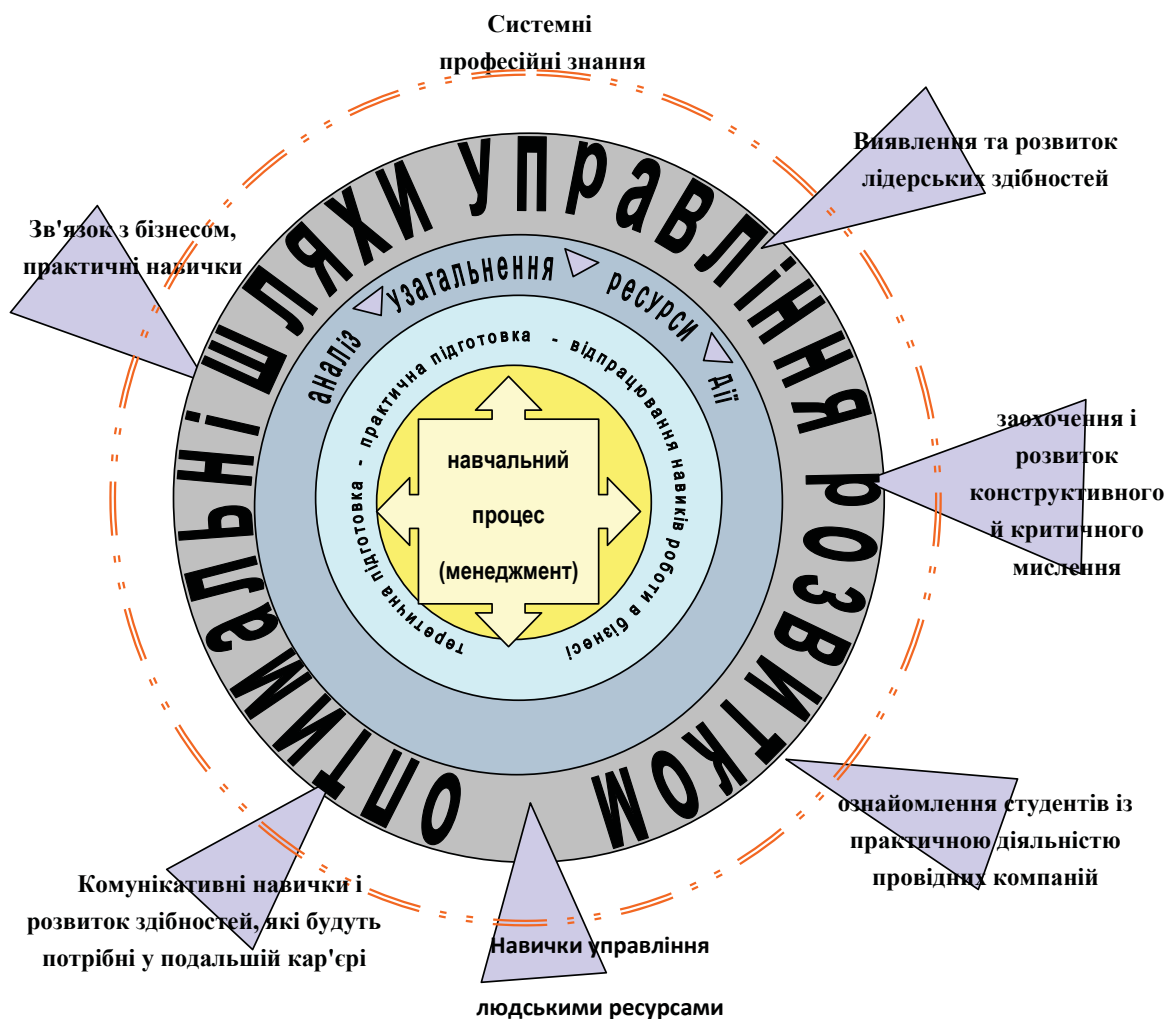 Системні
професійні знання
Виявлення та розвиток
лідерських здібностей
Зв'язок з бізнесом,
практичні навички
оптимальні шляхи управління розвитком
аналіз узагальнення ресурси дії
теретична підготовка - практична підготовка - відпрацювання навиків роботи в бізнесі
навчальний
процес
(менеджмент)
заохочення і
розвиток
конструктивного
й критичного
мислення
ознайомлення студентів із
практичною діяльністю
провідних компаній
Комунікативні навички і
розвиток здібностей, які будуть
потрібні у подальшій кар'єрі
Навички управління
людськими ресурсами